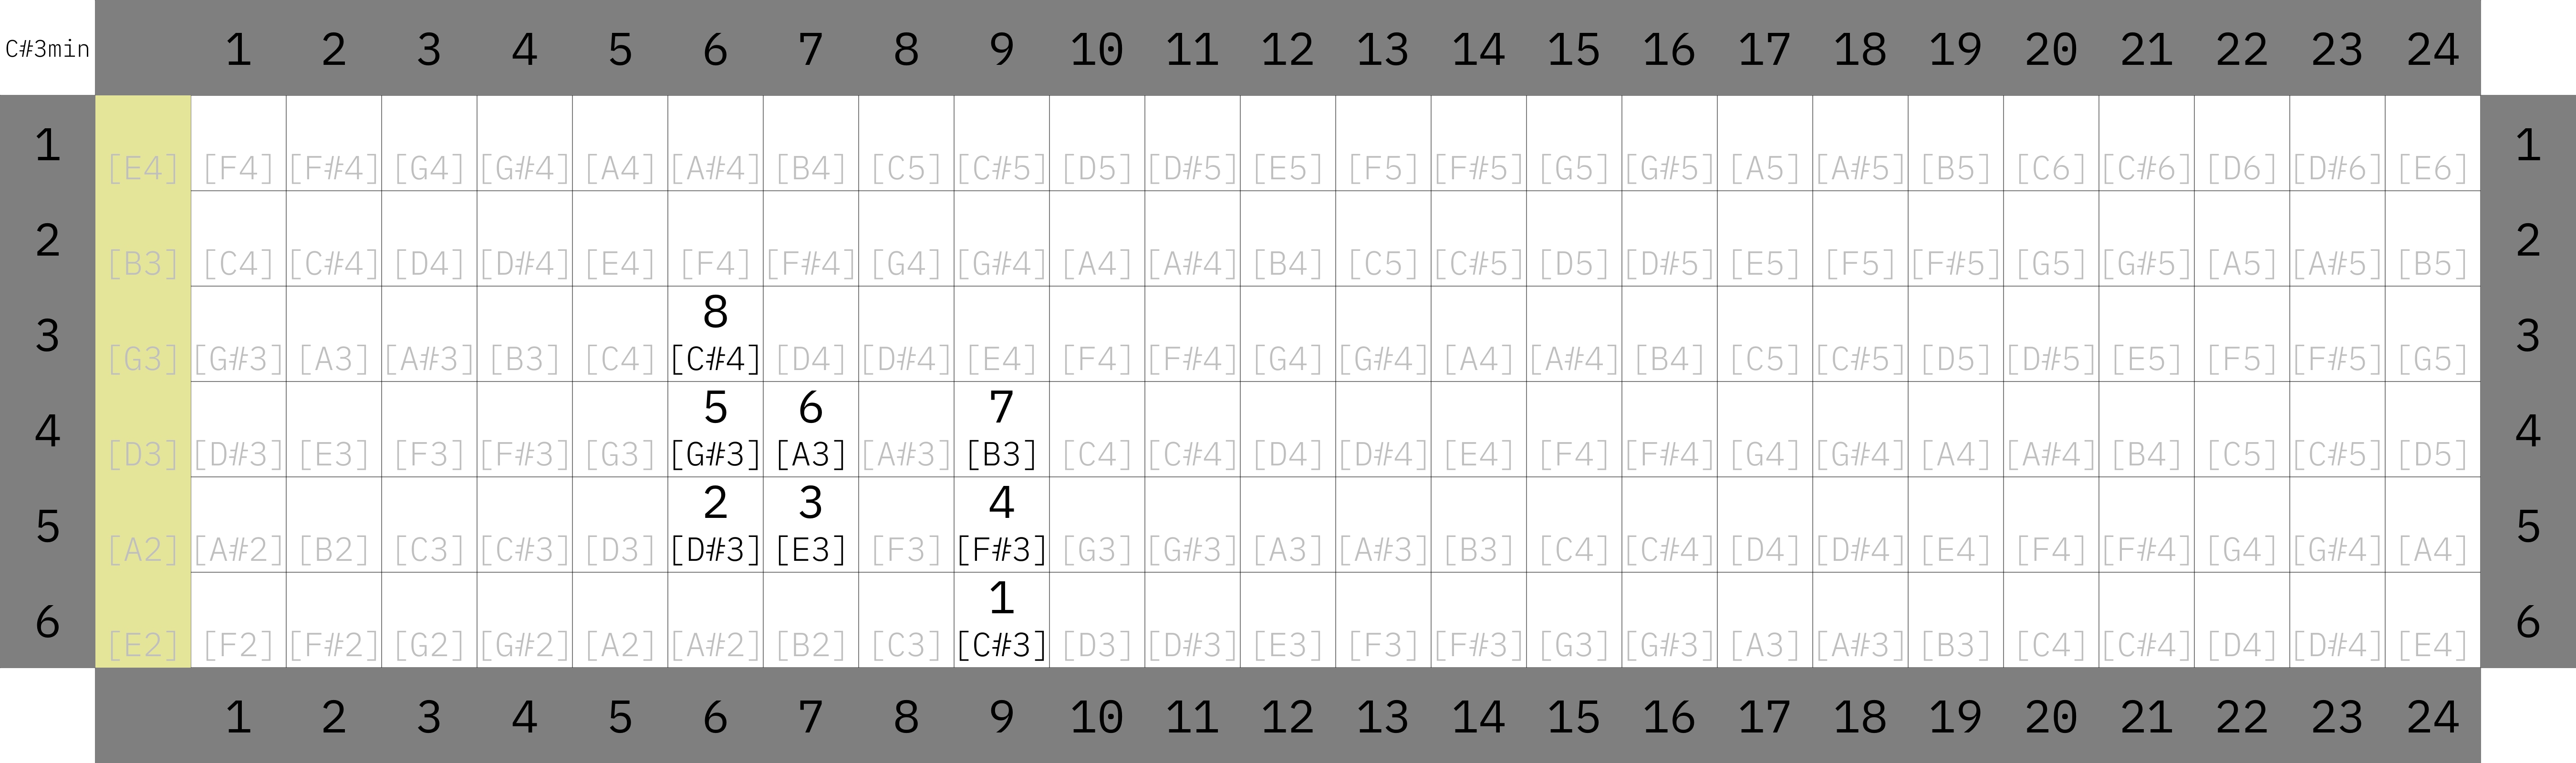 C#3min 1 2 3 4 5 6 7 8 9 10 11 12 13 14 15 16 17 18 19 20 21 22 23 24
1 [E4] [F4] [F#4] [G4] [G#4] [A4] [A#4] [B4] [C5] [C#5] [D5] [D#5] [E5] [F5] [F#5] [G5] [G#5] [A5] [A#5] [B5] [C6] [C#6] [D6] [D#6] [E6] 1
2 [B3] [C4] [C#4] [D4] [D#4] [E4] [F4] [F#4] [G4] [G#4] [A4] [A#4] [B4] [C5] [C#5] [D5] [D#5] [E5] [F5] [F#5] [G5] [G#5] [A5] [A#5] [B5] 2
8
3 [G3] [G#3] [A3] [A#3] [B3] [C4] [C#4] [D4] [D#4] [E4] [F4] [F#4] [G4] [G#4] [A4] [A#4] [B4] [C5] [C#5] [D5] [D#5] [E5] [F5] [F#5] [G5] 3
5 6 7
4 [D3] [D#3] [E3] [F3] [F#3] [G3] [G#3] [A3] [A#3] [B3] [C4] [C#4] [D4] [D#4] [E4] [F4] [F#4] [G4] [G#4] [A4] [A#4] [B4] [C5] [C#5] [D5] 4
2 3 4
5 [A2] [A#2] [B2] [C3] [C#3] [D3] [D#3] [E3] [F3] [F#3] [G3] [G#3] [A3] [A#3] [B3] [C4] [C#4] [D4] [D#4] [E4] [F4] [F#4] [G4] [G#4] [A4] 5
1
6 [E2] [F2] [F#2] [G2] [G#2] [A2] [A#2] [B2] [C3] [C#3] [D3] [D#3] [E3] [F3] [F#3] [G3] [G#3] [A3] [A#3] [B3] [C4] [C#4] [D4] [D#4] [E4] 6
1 2 3 4 5 6 7 8 9 10 11 12 13 14 15 16 17 18 19 20 21 22 23 24